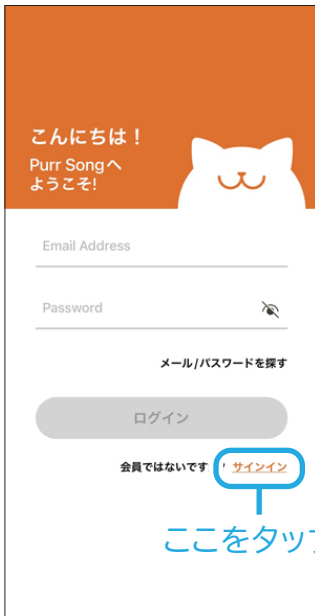 こんにちは！
Purr Songへ
ようこそ!
Email Address
Password
メール/パスワードを探す
ログイン
会員ではないです
サインイン
ここをタップ